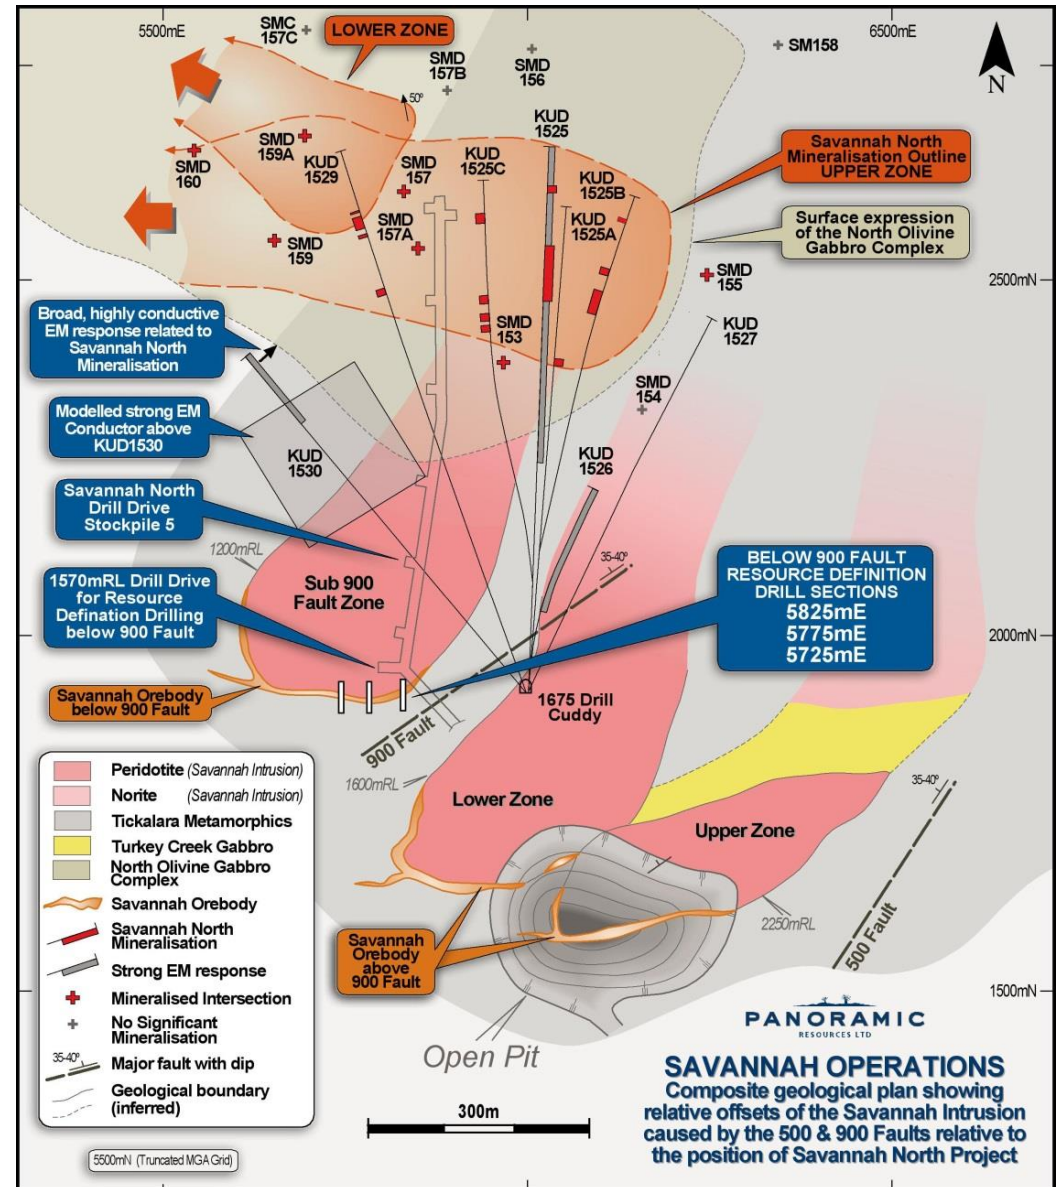 5500mE
6500mE
SMC
157C
LOWER ZONE
SMD
157B
SMD
156
SM158
N
50º
KUD
1525
SMD
159A
SMD
160
KUD
1529
SMD
157
KUD
1525C
KUD
1525B
Savannah North
Mineralisation Outline
UPPER ZONE
SMD
157A
KUD
1525A
SMD
159
Surface expression
of the North Olivine
Gabbro Complex
SMD
155
2500mN
Broad, highly conductive
EM response related to
Savannah North
Mineralisation
SMD
153
KUD
1527
SMD
154
Modelled strong EM
Conductor above
KUD1530
KUD
1530
KUD
1526
Savannah North
Drill Drive
Stockpile 5
1200mRL
35-40º
1570mRL Drill Drive
for Resource
Defination Drilling
below 900 Fault
Sub 900
Fault Zone
BELOW 900 FAULT
RESOURCE DEFINITION
DRILL SECTIONS
5825mE
5775mE
5725mE
2000mN
Savannah Orebody
below 900 Fault
1675 Drill
Cuddy
900 Fault
1600mRL
35-40º
Lower Zone
Upper Zone
2250mRL
500 Fault
Savannah
Orebody
above
900 Fault
1500mN
Open Pit
Peridotite (Savannah Intrusion)
Norite (Savannah Intrusion)
Tickalara Metamorphics
Turkey Creek Gabbro
North Olivine Gabbro
Complex
Savannah Orebody
Savannah North
Mineralisation
Strong EM response
Mineralised Intersection
No Significant
Mineralisation
35-40º
Major fault with dip
Geological boundary
(inferred)
5500mN (Truncated MGA Grid)
300m
PANORAMIC
RESOURCES LTD
SAVANNAH OPERATIONS
Composite geological plan showing
relative offsets of the Savannah Intrusion
caused by the 500 & 900 Faults relative to
the position of Savannah North Project